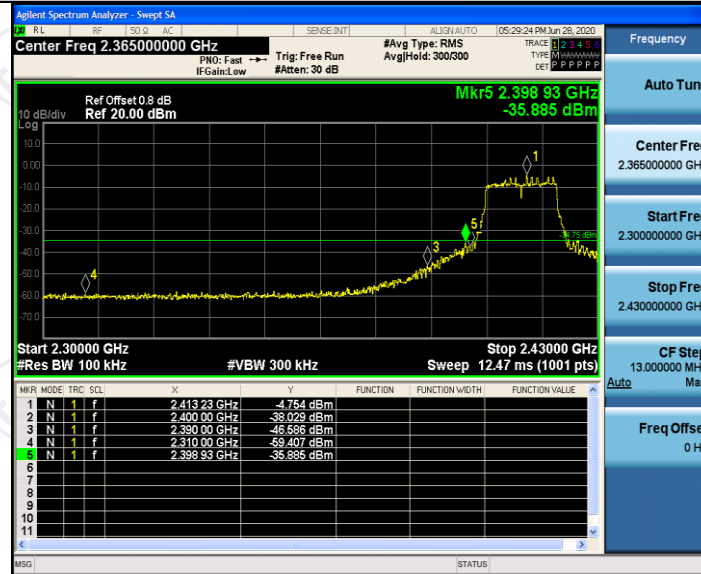 Agilent Spectrum Analyzer - Swept SA
RL RF 50 Ω AC SENSE:INT ALIGN AUTO 05:29:24 PM Jun 28, 2020
Center Freq 2.365000000 GHz
PNO: Fast
IFGain:Low
Trig: Free Run
#Atten: 30 dB
#Avg Type: RMS
Avg|Hold: 300/300
TRACE 1 2 3 4 5 6
TYPE M
DET P P P P P P
Frequency
Auto Tun
Center Fre
2.365000000 GH
Start Fre
2.300000000 GH
Stop Fre
2.430000000 GH
CF Step
13.000000 MH
Auto Ma
Freq Offse
0 H
10 dB/div
Log
Ref Offset 0.8 dB
Ref 20.00 dBm
Mkr5 2.398 93 GHz
-35.885 dBm
10.0
0.00
-10.0
-20.0
-30.0
-40.0
-50.0
-60.0
-70.0
1
5
3
4
-34.75 dBm
Start 2.30000 GHz Stop 2.43000 GHz
#Res BW 100 kHz #VBW 300 kHz Sweep 12.47 ms (1001 pts)
MKR MODE TRC SCL X Y FUNCTION FUNCTION WIDTH FUNCTION VALUE
1 N 1 f 2.413 23 GHz -4.754 dBm
2 N 1 f 2.400 00 GHz -38.029 dBm
3 N 1 f 2.390 00 GHz -46.586 dBm
4 N 1 f 2.310 00 GHz -59.407 dBm
5 N 1 f 2.398 93 GHz -35.885 dBm
6
7
8
9
10
11
MSG STATUS